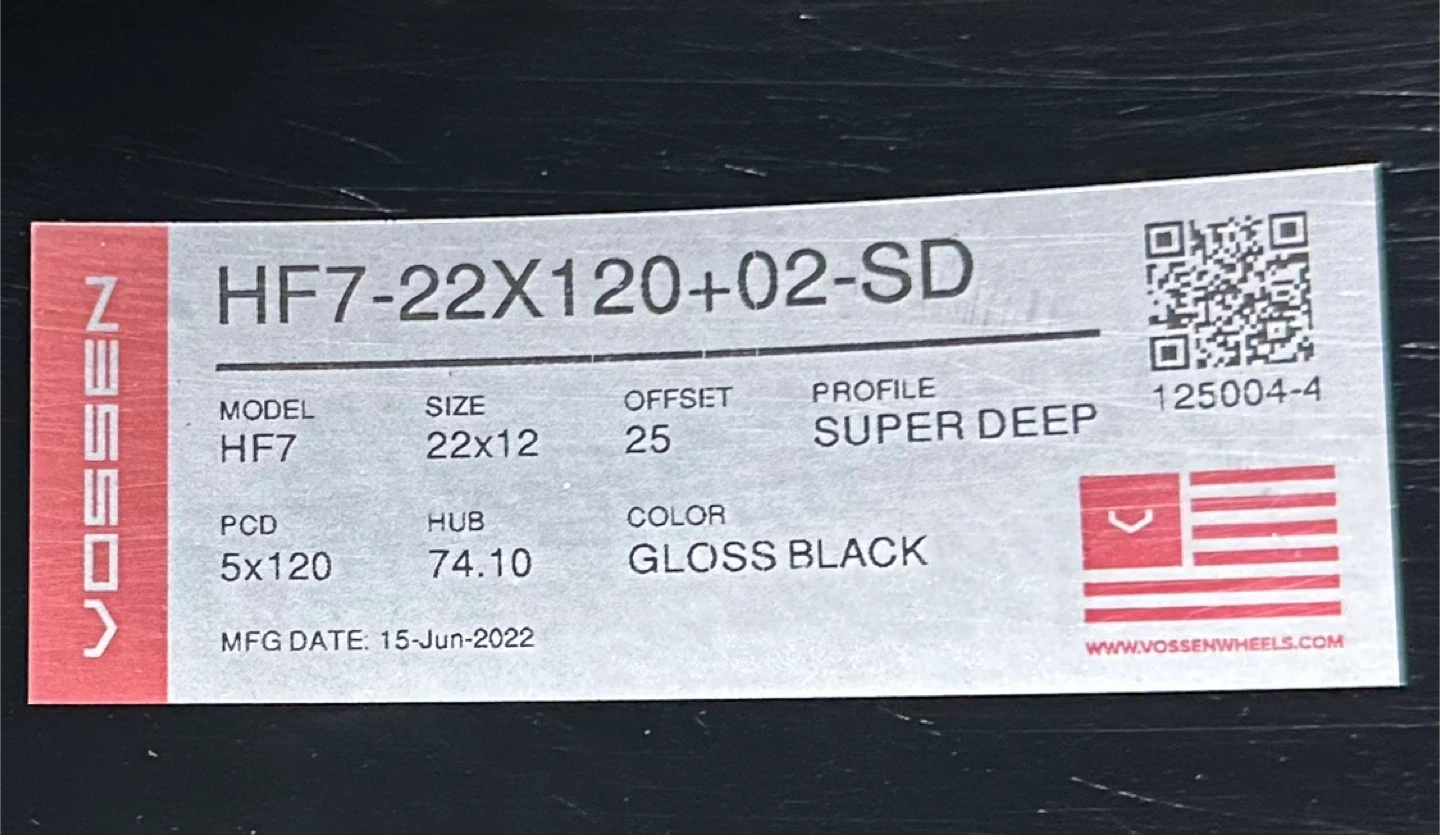 VOSSEN
HF7-22X120+02-SD
125004-4
MODEL SIZE OFFSET PROFILE
HF7 22x12 25 SUPER DEEP
PCD HUB COLOR
5x120 74.10 GLOSS BLACK
MFG DATE: 15-Jun-2022
WWW.VOSSENWHEELS.COM